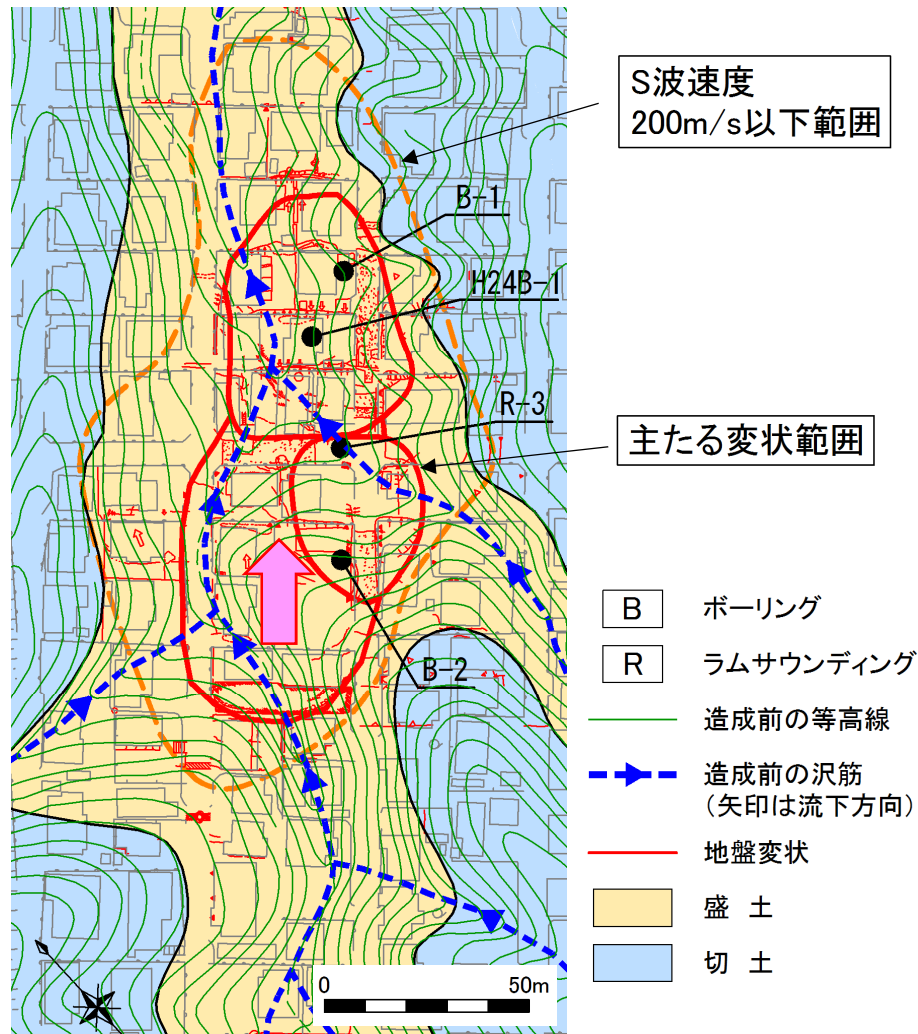 S波速度
200m/s以下範囲
B-1
H24B-1
R-3
主たる変状範囲
B-2
B ボーリング
R ラムサウンディング
造成前の等高線
造成前の沢筋
（矢印は流下方向）
地盤変状
盛 土
切 土
0 50m